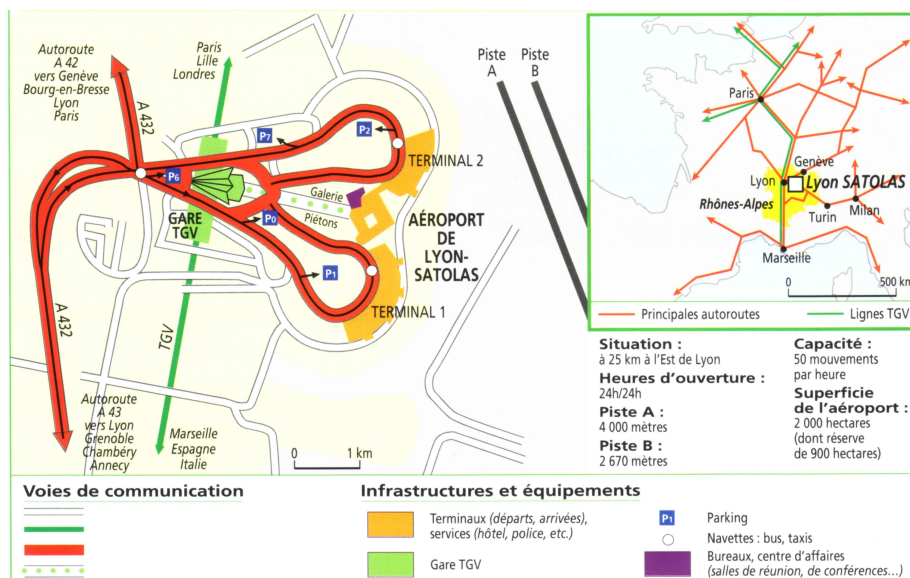 Autoroute
A 42
vers Genève
Bourg-en-Bresse
Lyon
Paris
A 432
Paris
Lille
Londres
P7
P2
P6
TERMINAL 2
Galerie
Piétons
GARE
TGV
P0
AÉROPORT
DE
LYON-
SATOLAS
P1
TERMINAL 1
A 432
TGV
Autoroute
A 43
vers Lyon
Grenoble
Chambéry
Annecy
Marseille
Espagne
Italie
0 1 km
Piste
A
Piste
B
Paris
Genève
Lyon
Lyon SATOLAS
Rhônes-Alpes
Turin
Milan
Marseille
0 500 km
Principales autoroutes
Lignes TGV
Situation :
à 25 km à l'Est de Lyon
Heures d'ouverture :
24h/24h
Piste A :
4 000 mètres
Piste B :
2 670 mètres
Capacité :
50 mouvements
par heure
Superficie
de l'aéroport :
2 000 hectares
(dont réserve
de 900 hectares)
Voies de communication
Infrastructures et équipements
Terminaux (départs, arrivées),
services (hôtel, police, etc.)
Gare TGV
P1
Parking
Navettes : bus, taxis
Bureaux, centre d'affaires
(salles de réunion, de conférences...)